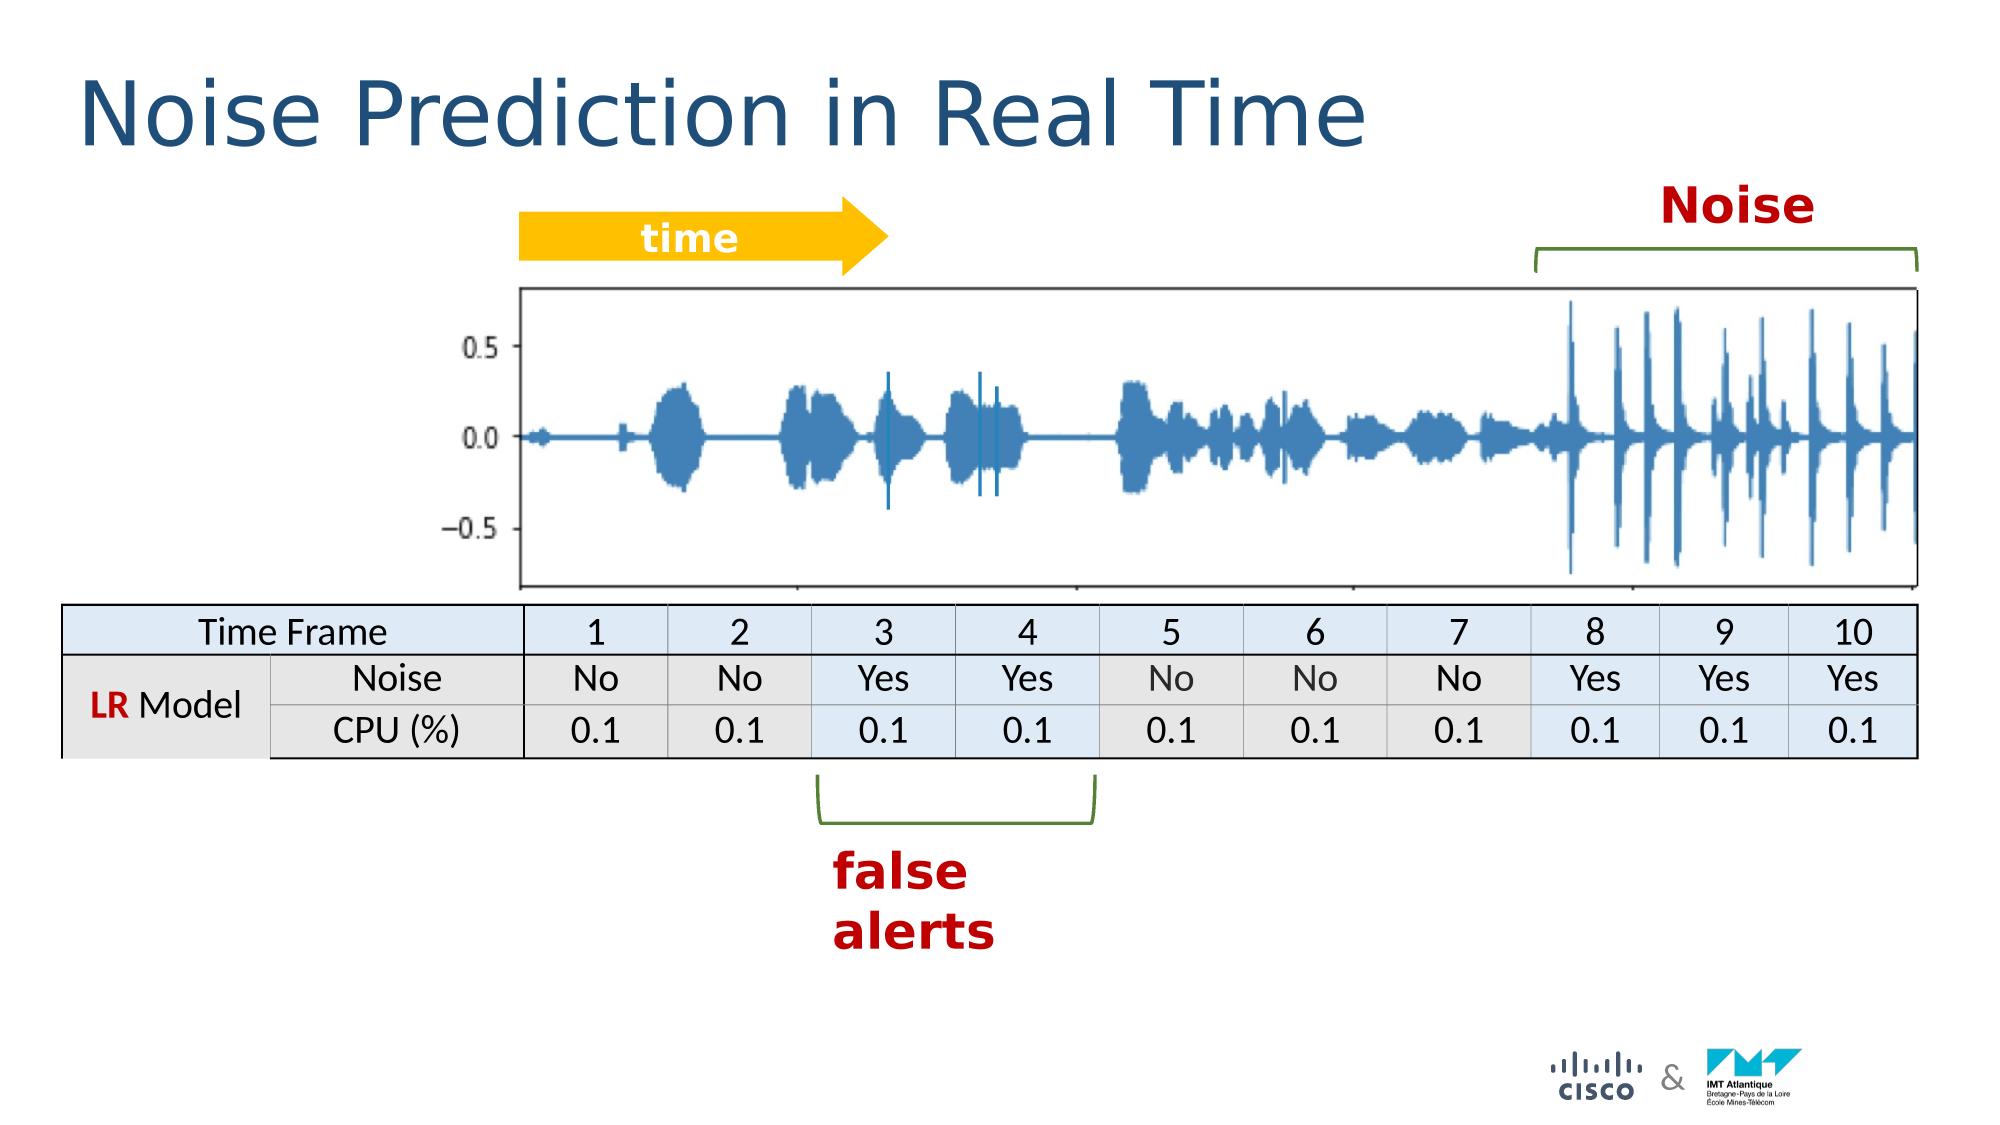 Noise Prediction in Real Time
Noise
time
0.5
0.0
−0.5
Time Frame 1 2 3 4 5 6 7 8 9 10
LR Model
Noise No No Yes Yes No No No Yes Yes Yes
CPU (%) 0.1 0.1 0.1 0.1 0.1 0.1 0.1 0.1 0.1 0.1
false
alerts
CISCO & IMT Atlantique
Bretagne-Pays de la Loire
École Mines-Télécom